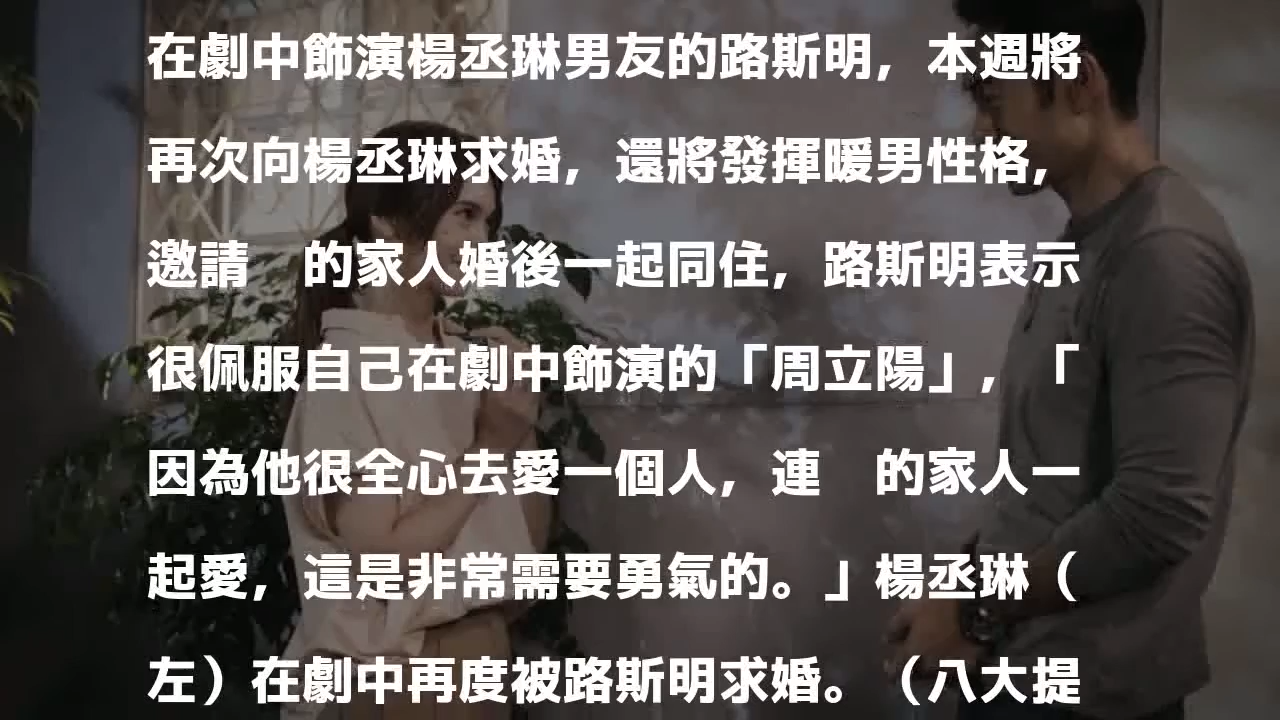 在劇中飾演楊丞琳男友的路斯明，本週將
再次向楊丞琳求婚，還將發揮暖男性格，
邀請　的家人婚後一起同住，路斯明表示
很佩服自己在劇中飾演的「周立陽」，「
因為他很全心去愛一個人，連　的家人一
起愛，這是非常需要勇氣的。」楊丞琳（
左）在劇中再度被路斯明求婚。（八大提